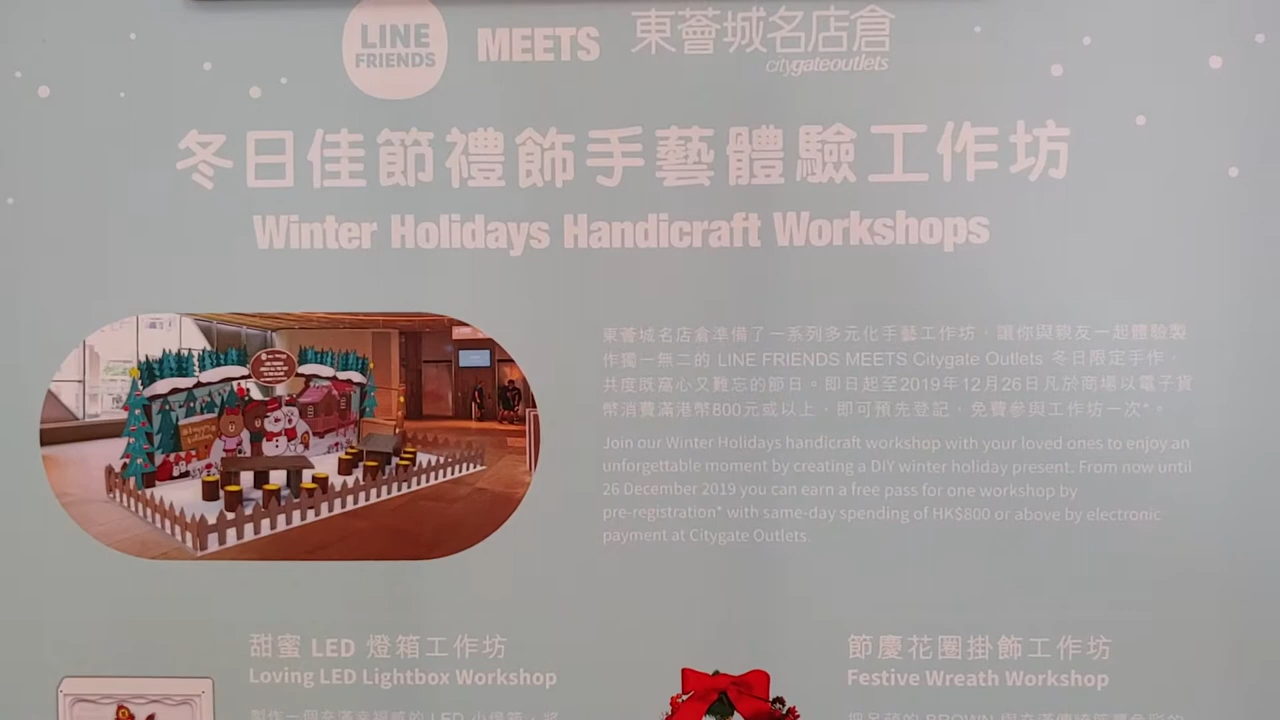 LINE
FRIENDS
MEETS
東薈城名店倉
citygateoutlets
冬日佳節禮飾手藝體驗工作坊
Winter Holidays Handicraft Workshops
東薈城名店倉準備了一系列多元化手藝工作坊，讓你與親友一起體驗製
作獨一無二的 LINE FRIENDS MEETS Citygate Outlets 冬日限定手作，
共度既窩心又難忘的節日。即日起至2019年12月26日凡於商場以電子貨
幣消費滿港幣800元或以上，即可預先登記，免費參與工作坊一次*。
Join our Winter Holidays handicraft workshop with your loved ones to enjoy an
unforgettable moment by creating a DIY winter holiday present. From now until
26 December 2019 you can earn a free pass for one workshop by
pre-registration* with same-day spending of HK$800 or above by electronic
payment at Citygate Outlets.
甜蜜 LED 燈箱工作坊
Loving LED Lightbox Workshop
節慶花圈掛飾工作坊
Festive Wreath Workshop